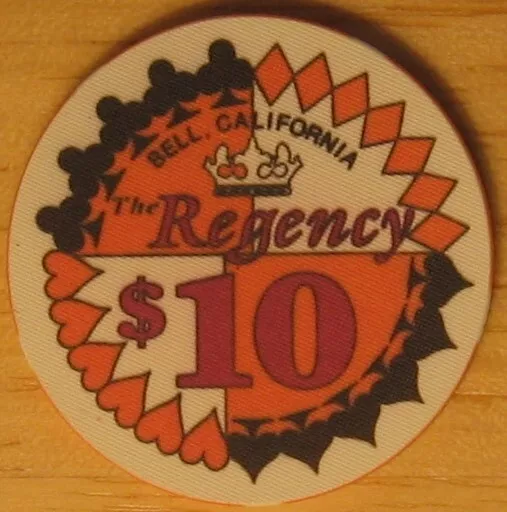 BELL, CALIFORNIA
The Regency
$10